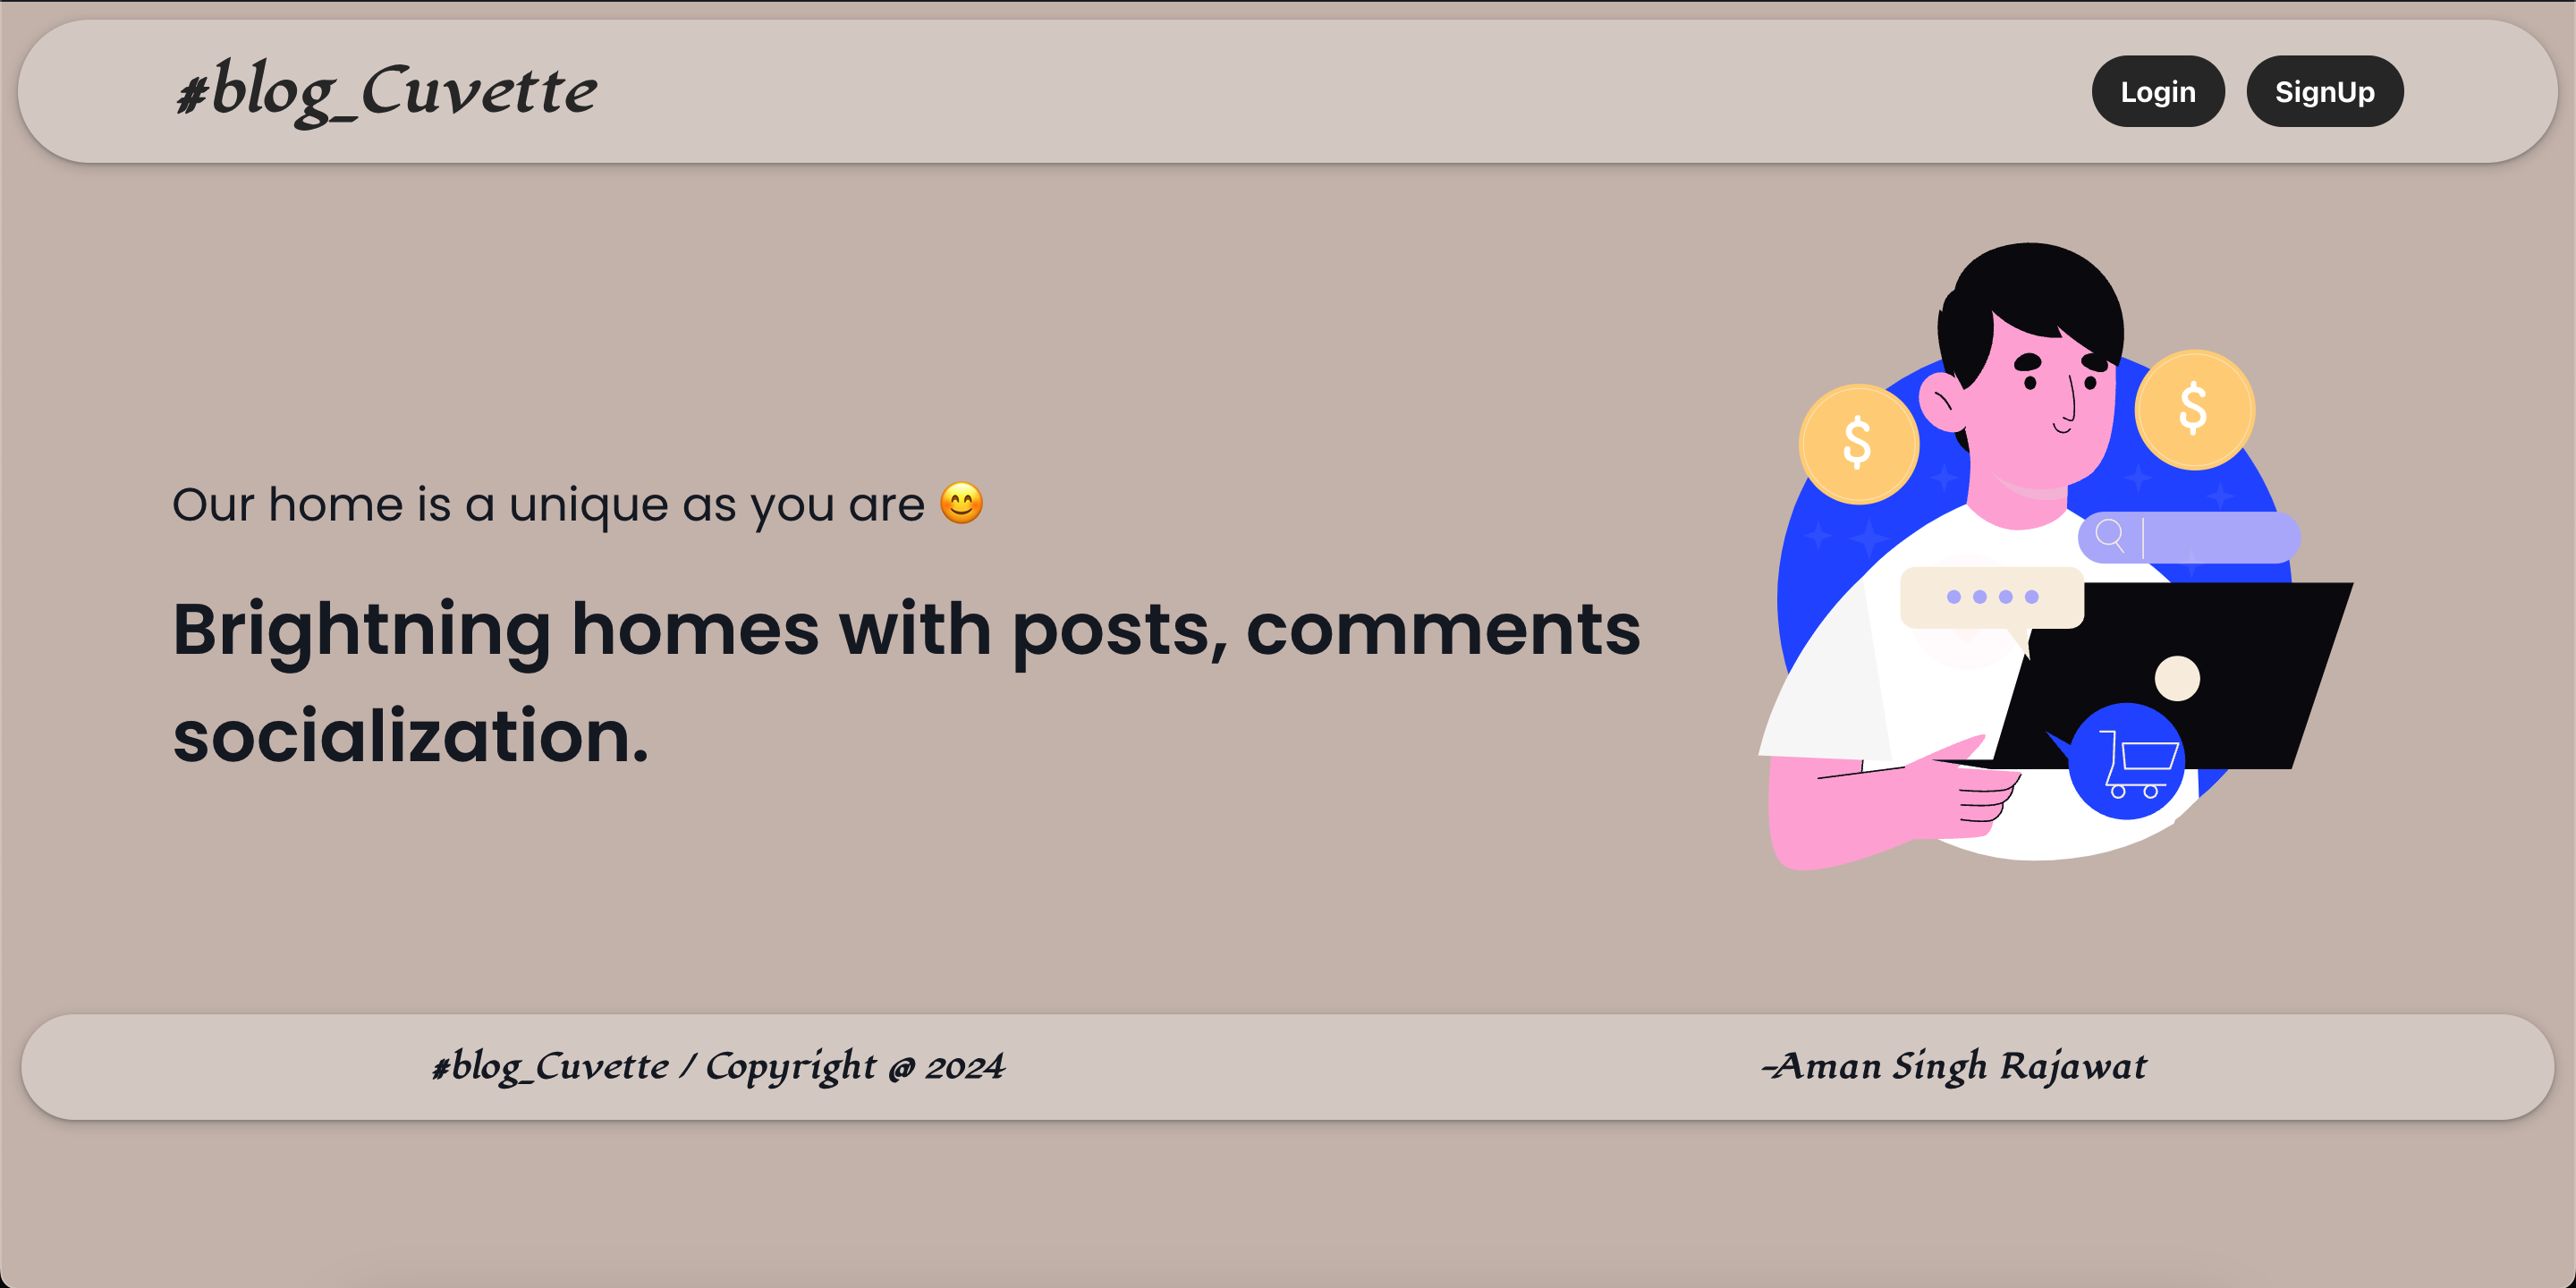 #blog_Cuvette
Login
SignUp
Our home is a unique as you are 😊
Brightning homes with posts, comments
socialization.
$
$
#blog_Cuvette / Copyright @ 2024
-Aman Singh Rajawat